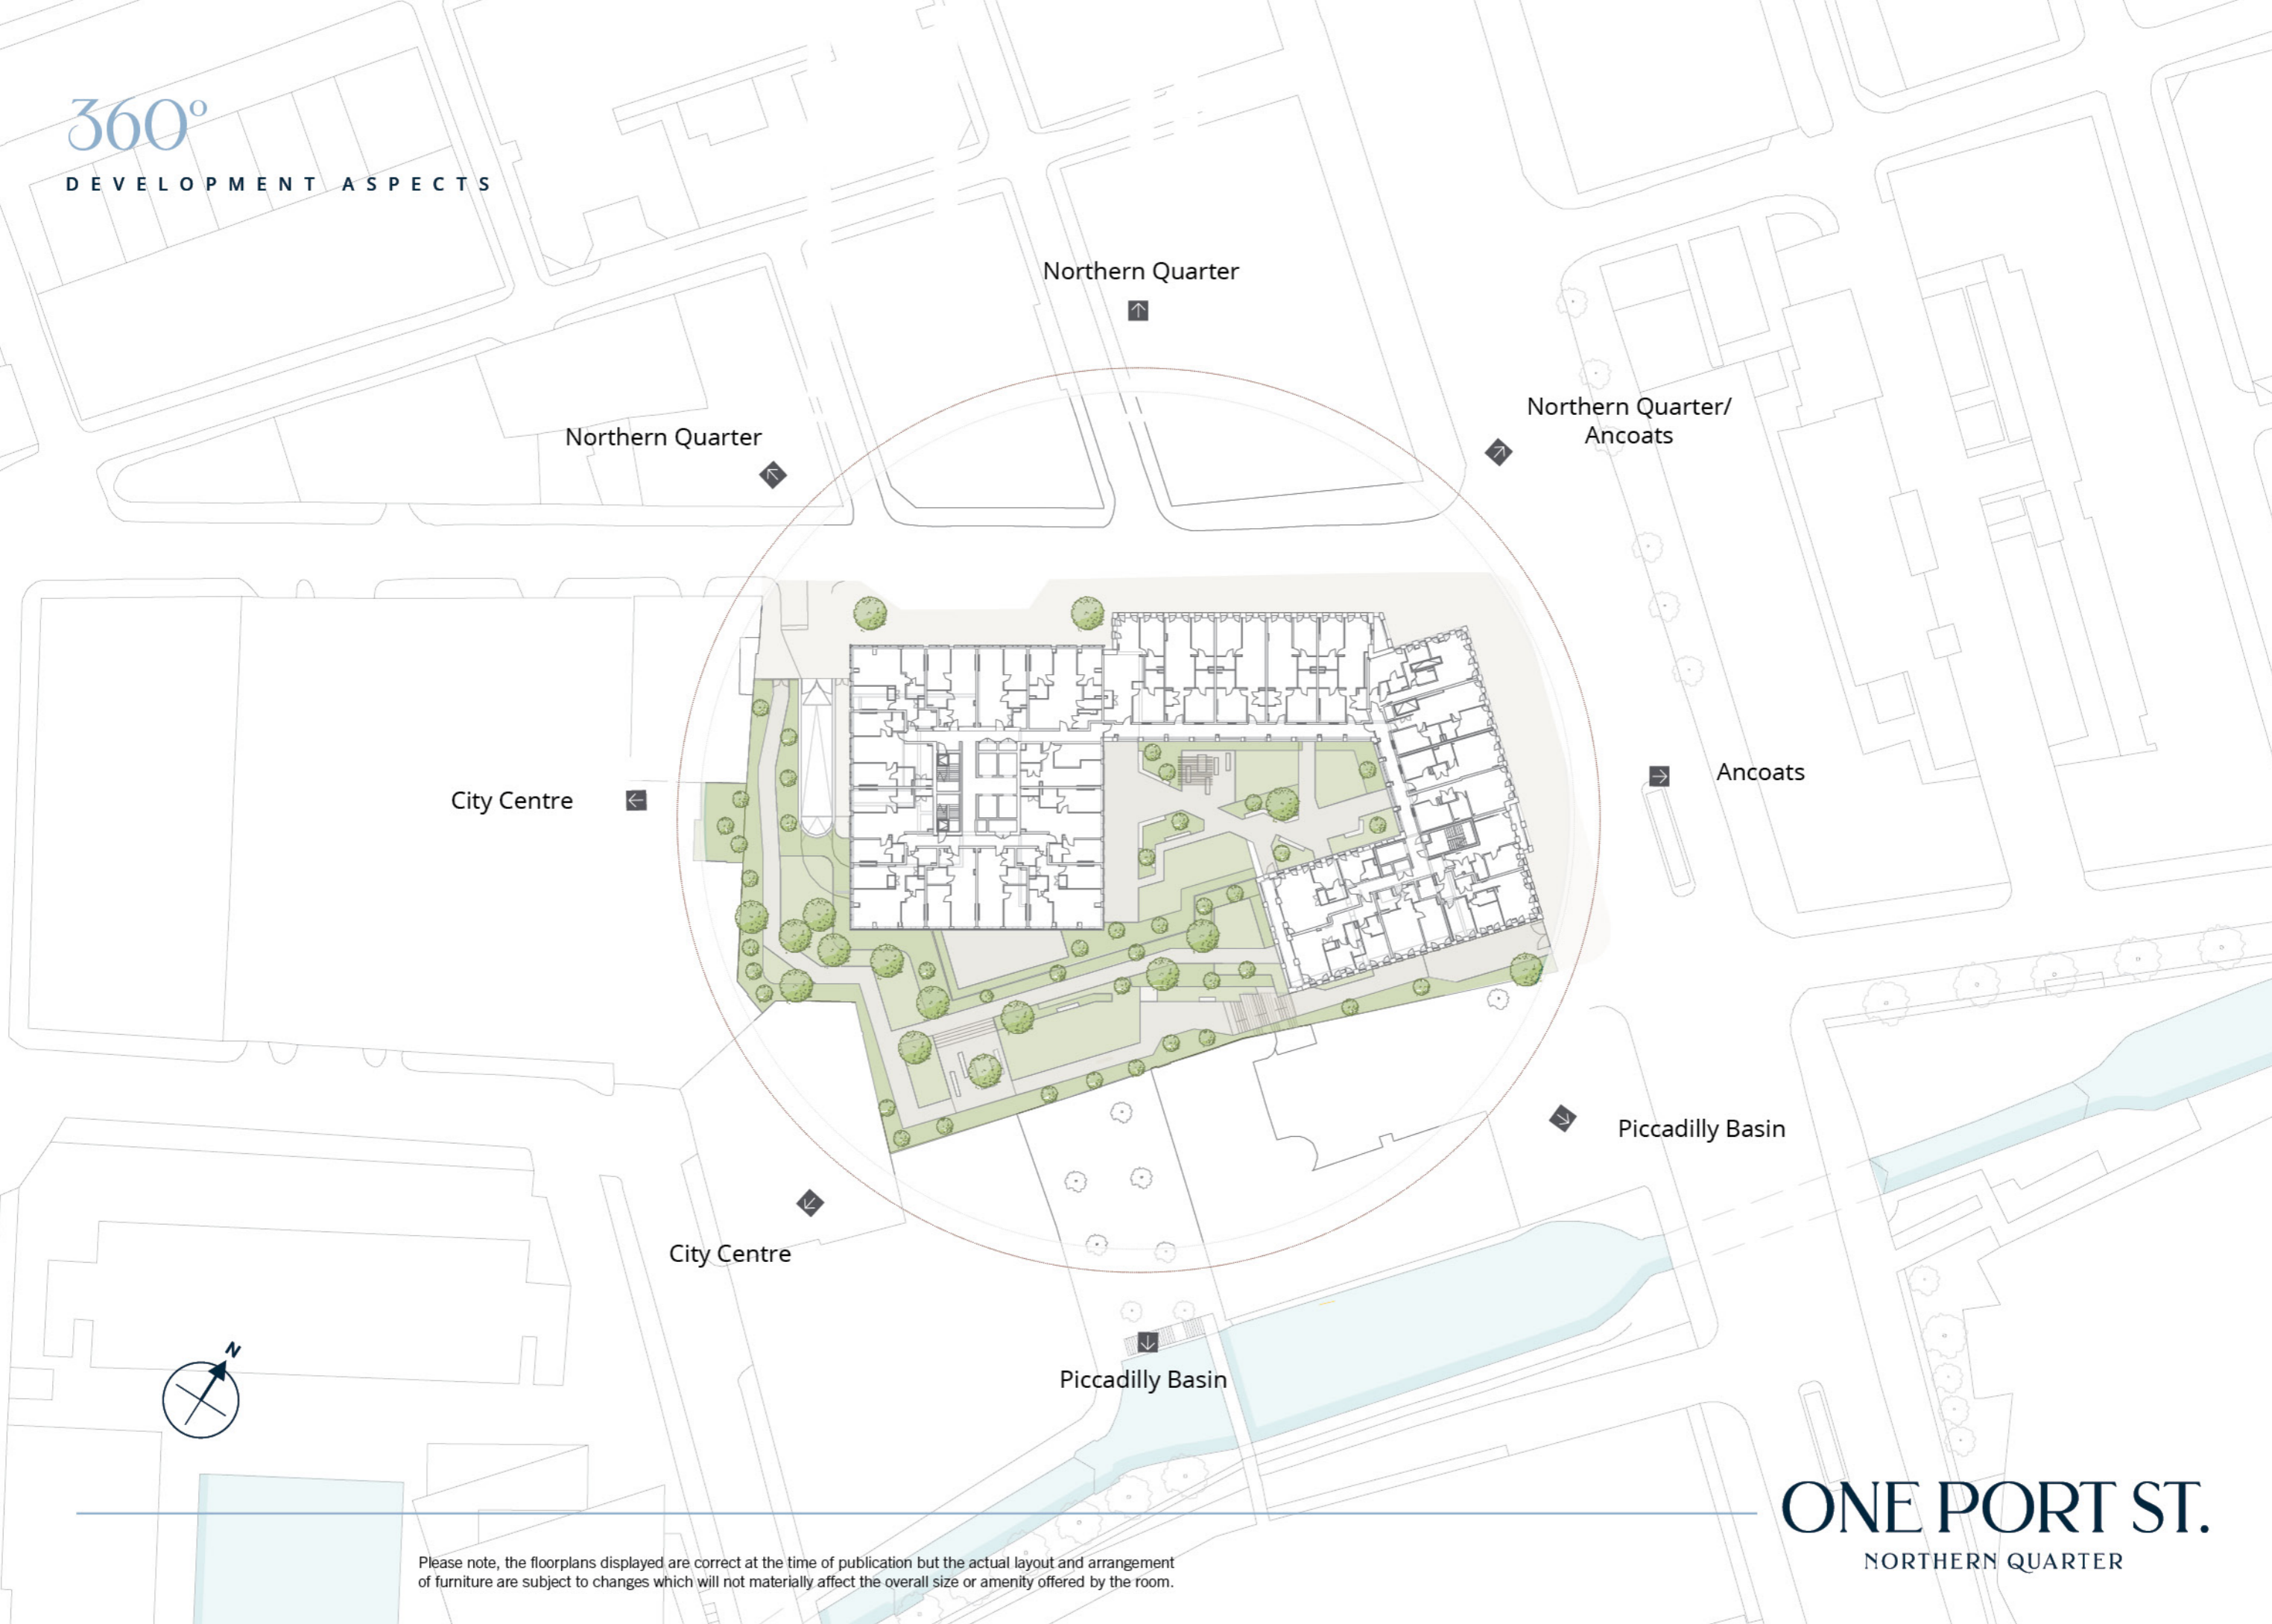 360°
DEVELOPMENT ASPECTS
Northern Quarter
Northern Quarter/
Ancoats
Northern Quarter
City Centre
Ancoats
Piccadilly Basin
City Centre
Piccadilly Basin
N
ONE PORT ST.
NORTHERN QUARTER
Please note, the floorplans displayed are correct at the time of publication but the actual layout and arrangement
of furniture are subject to changes which will not materially affect the overall size or amenity offered by the room.